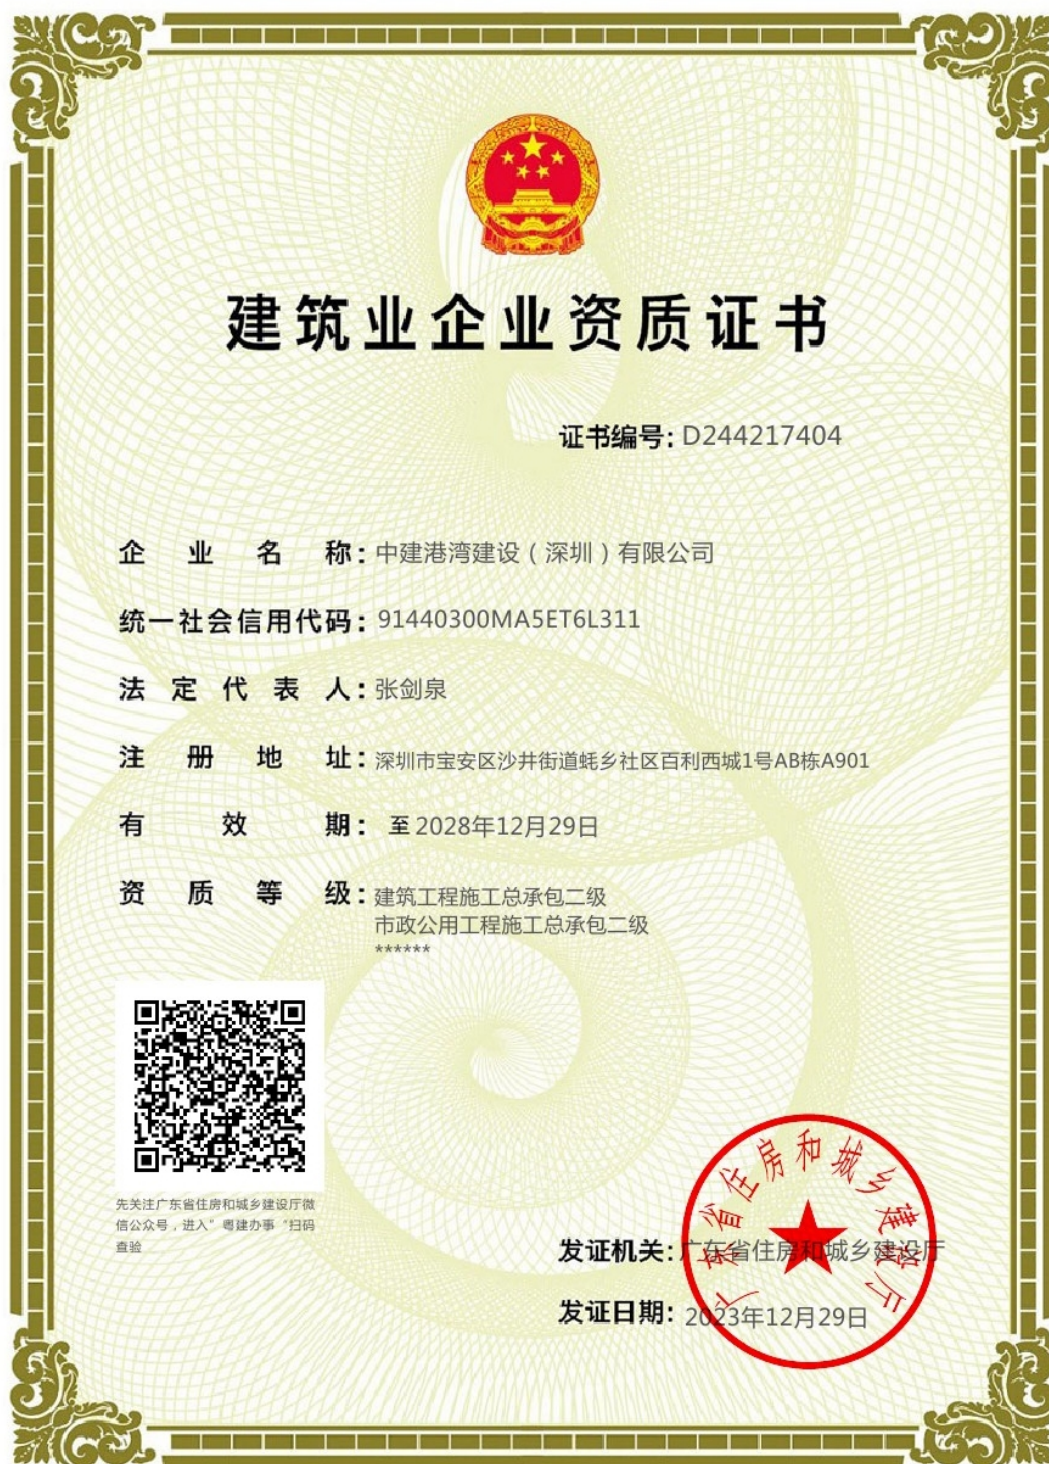 建筑业企业资质证书
证书编号：D244217404
企业名称：中建港湾建设（深圳）有限公司
统一社会信用代码：91440300MA5ET6L311
法定代表人：张剑泉
注册地址：深圳市宝安区沙井街道蚝乡社区百利西城1号AB栋A901
有效期：至2028年12月29日
资质等级：建筑工程施工总承包二级
市政公用工程施工总承包二级
******
先关注广东省住房和城乡建设厅微
信公众号，进入“粤建办事“扫码
查验
发证机关：广东省住房和城乡建设厅
发证日期：2023年12月29日
广东省住房和城乡建设厅